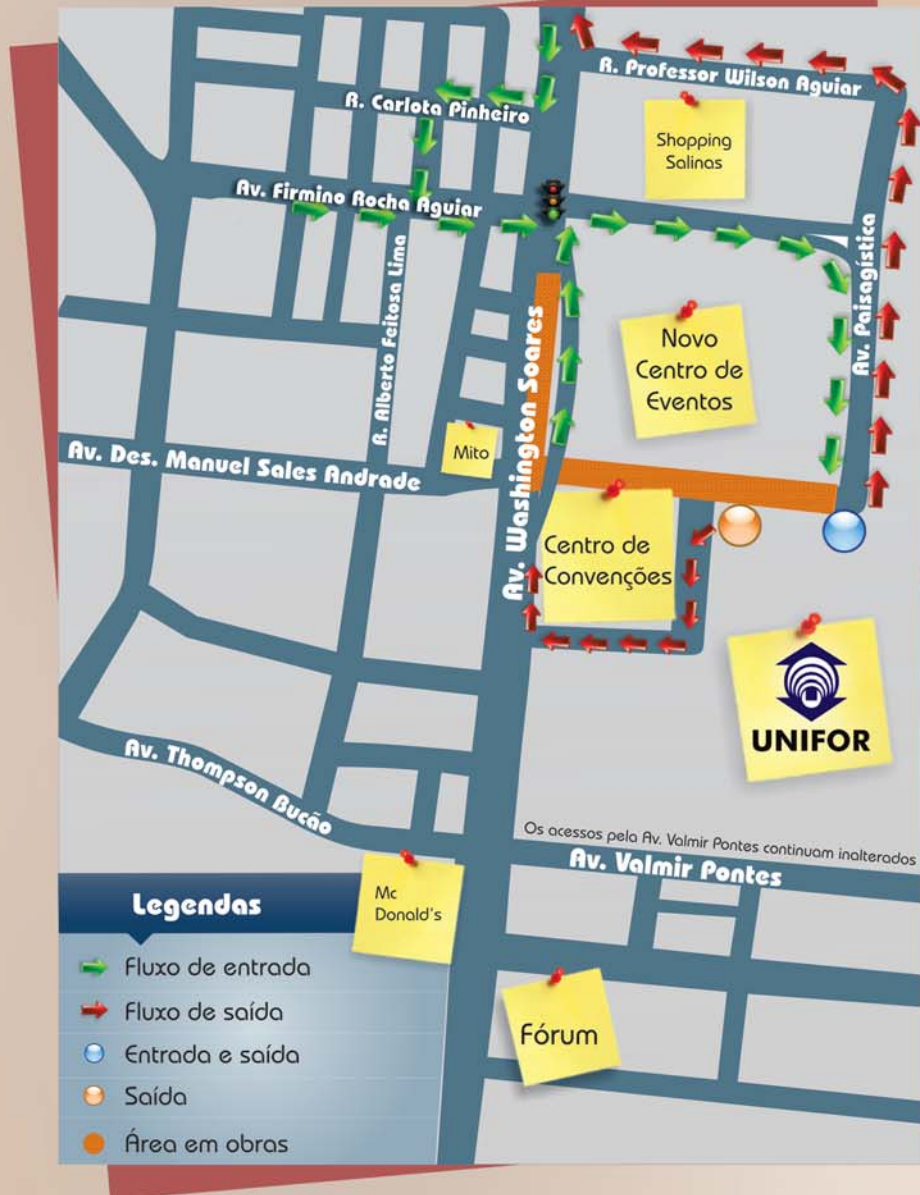 R. Professor Wilson Aguiar
R. Carlota Pinheiro
Shopping
Salinas
Av. Firmino Rocha Aguiar
Av. Paisagística
R. Alberto Feitosa Lima
Av. Washington Soares
Novo
Centro de
Eventos
Mito
Av. Des. Manuel Sales Andrade
Centro de
Convenções
UNIFOR
Av. Thompson Bucão
Os acessos pela Av. Valmir Pontes continuam inalterados
Av. Valmir Pontes
Mc
Donald's
Fórum
Legendas
Fluxo de entrada
Fluxo de saída
Entrada e saída
Saída
Área em obras